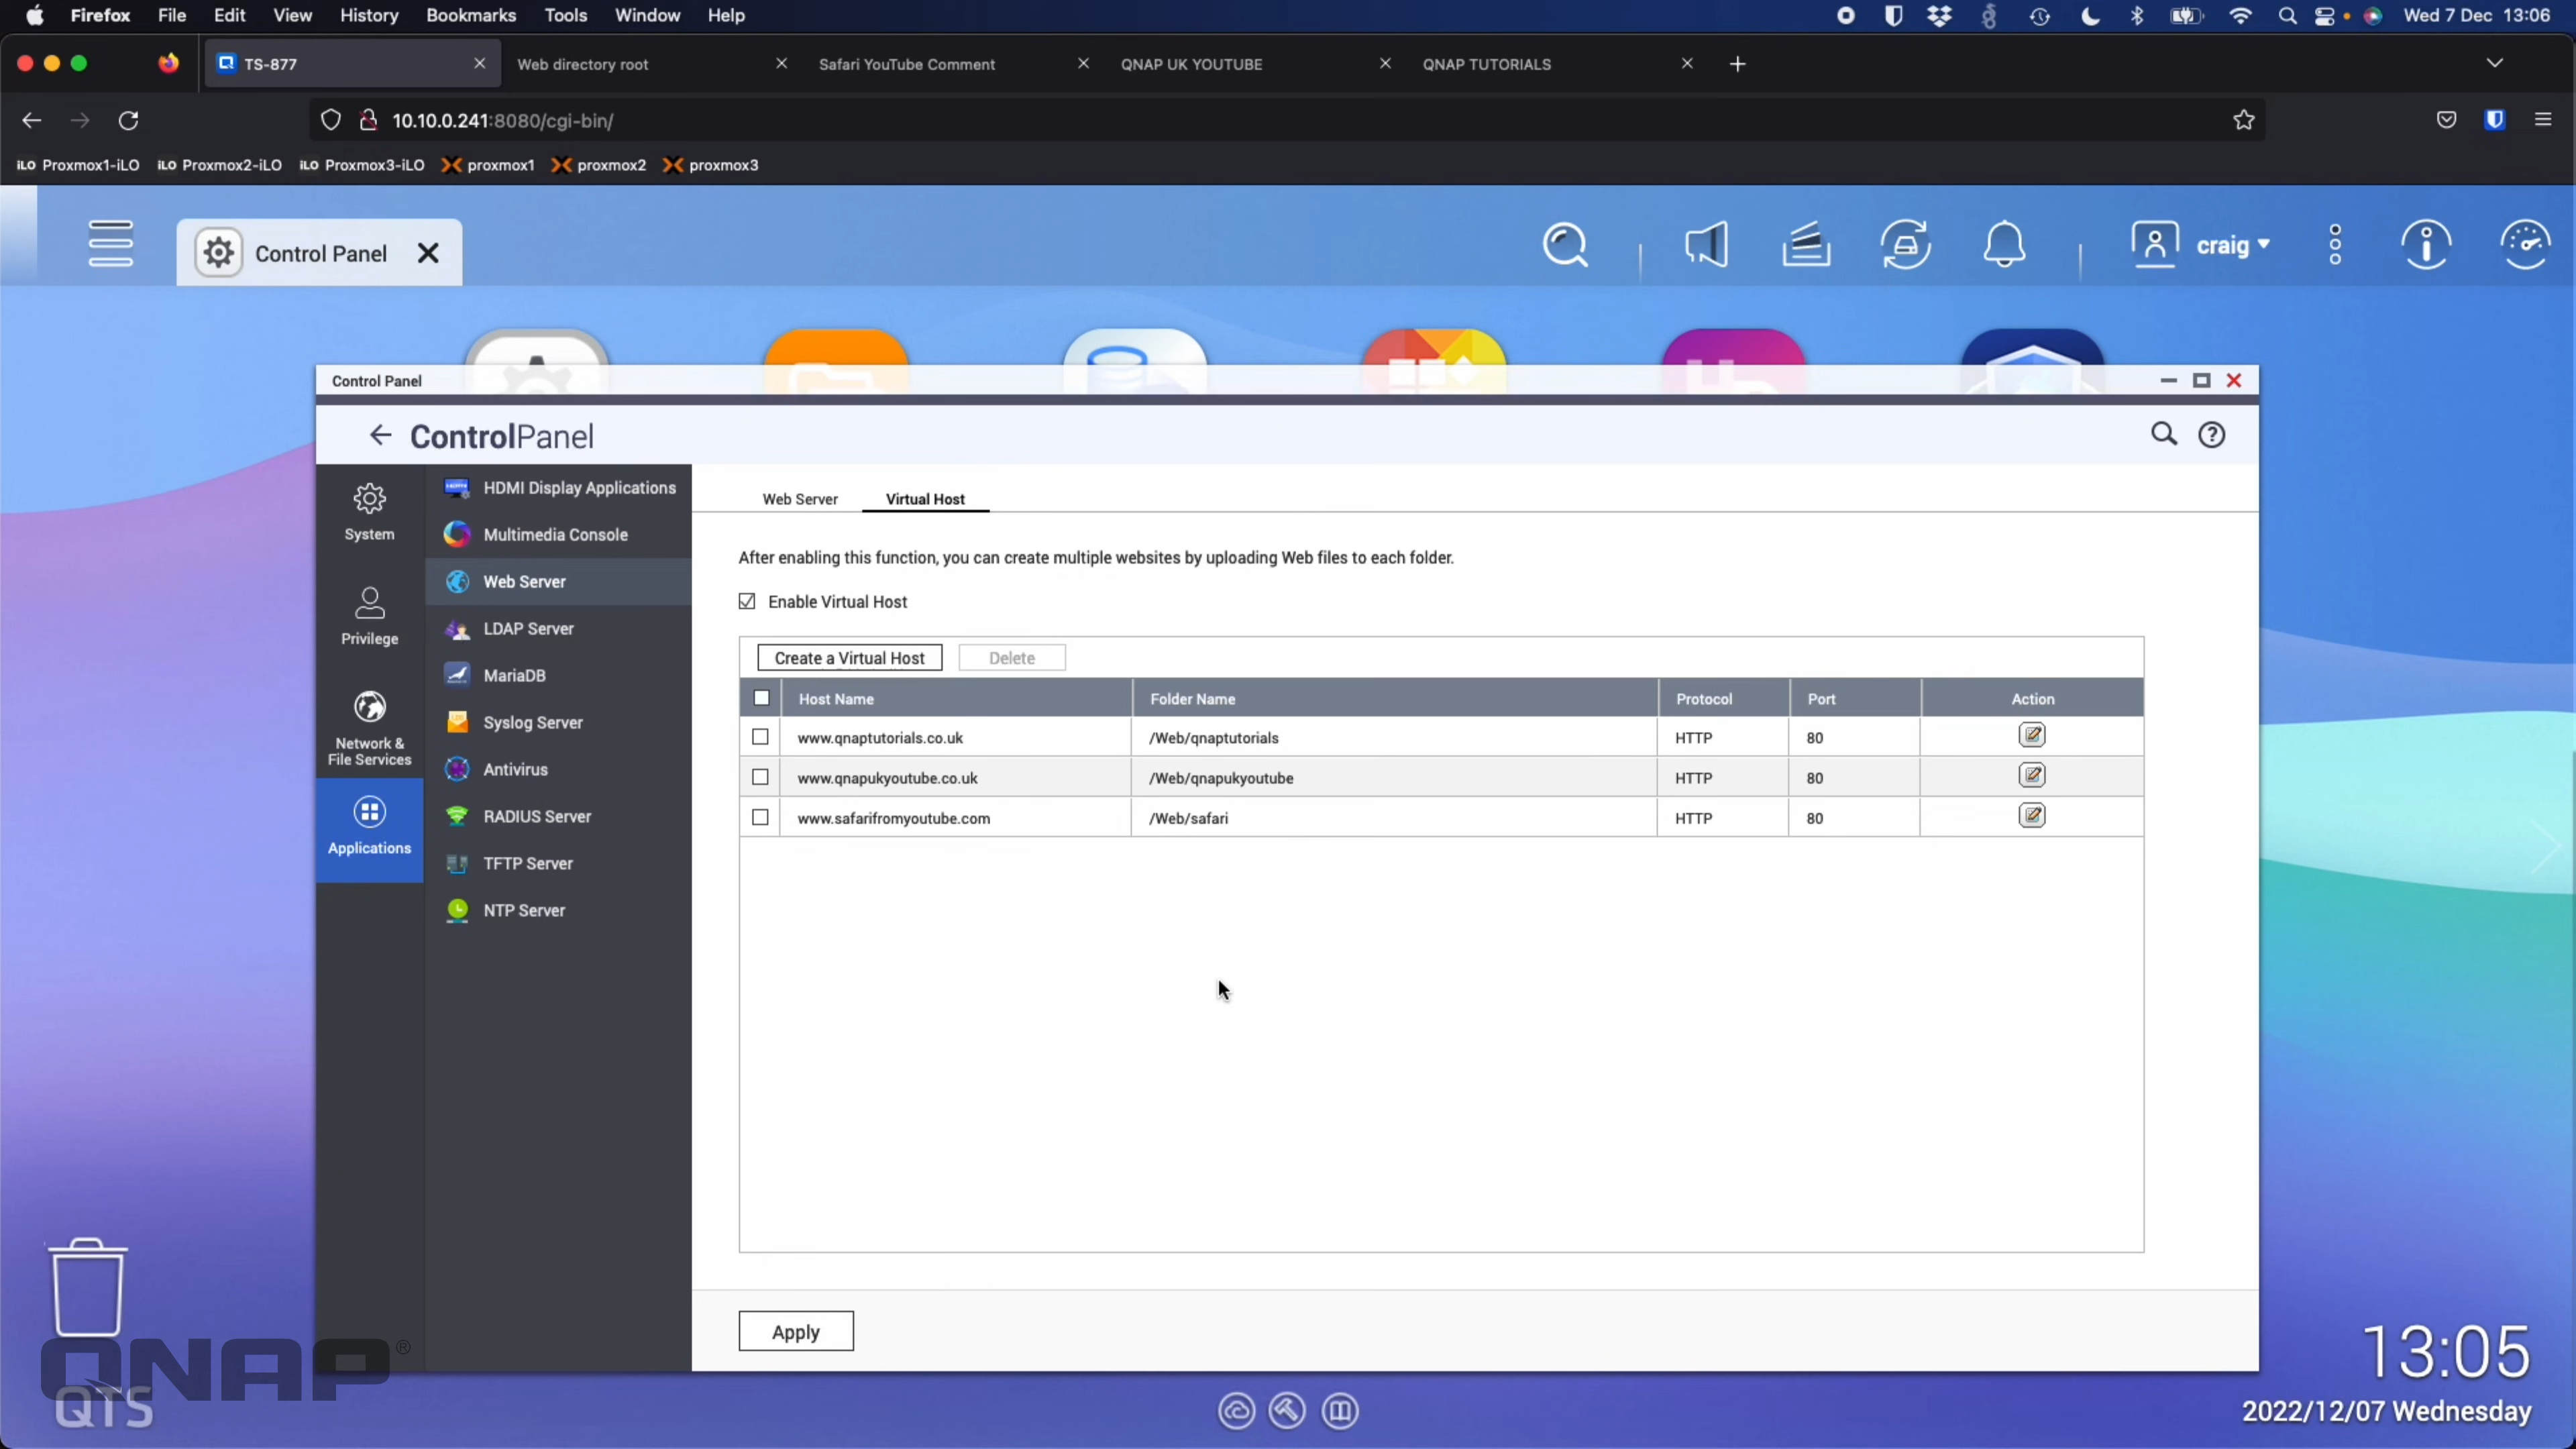 Firefox File Edit View History Bookmarks Tools Window Help Wed 7 Dec 13:06
TS-877 Web directory root Safari YouTube Comment QNAP UK YOUTUBE QNAP TUTORIALS
10.10.0.241:8080/cgi-bin/
iLO Proxmox1-iLO iLO Proxmox2-iLO iLO Proxmox3-iLO proxmox1 proxmox2 proxmox3
Control Panel craig
Control Panel
ControlPanel
System
Privilege
Network &
File Services
Applications
HDMI Display Applications
Multimedia Console
Web Server
LDAP Server
MariaDB
Syslog Server
Antivirus
RADIUS Server
TFTP Server
NTP Server
Web Server Virtual Host
After enabling this function, you can create multiple websites by uploading Web files to each folder.
Enable Virtual Host
Create a Virtual Host Delete
Host Name Folder Name Protocol Port Action
www.qnaptutorials.co.uk /Web/qnaptutorials HTTP 80
www.qnapukyoutube.co.uk /Web/qnapukyoutube HTTP 80
www.safarifromyoutube.com /Web/safari HTTP 80
Apply
QNAP®
QTS
13:05
2022/12/07 Wednesday